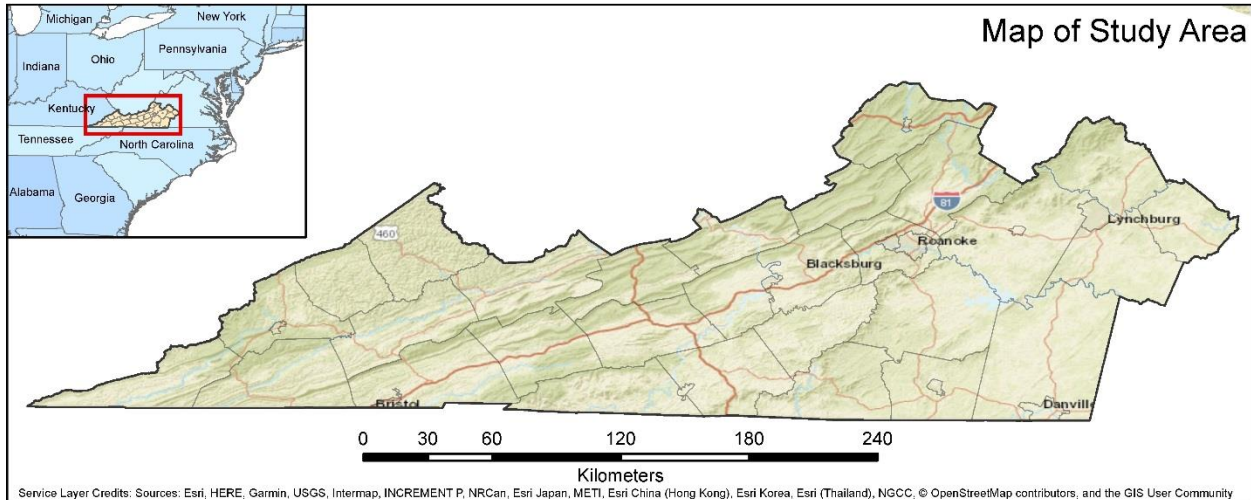 Map of Study Area
Michigan
New York
Ohio
Pennsylvania
Indiana
Kentucky
Tennessee
North Carolina
Alabama
Georgia
460
81
Lynchburg
Roanoke
Blacksburg
Bristol
Danville
0 30 60 120 180 240
Kilometers
Service Layer Credits: Sources: Esri, HERE, Garmin, USGS, Intermap, INCREMENT P, NRCan, Esri Japan, METI, Esri China (Hong Kong), Esri Korea, Esri (Thailand), NGCC, © OpenStreetMap contributors, and the GIS User Community